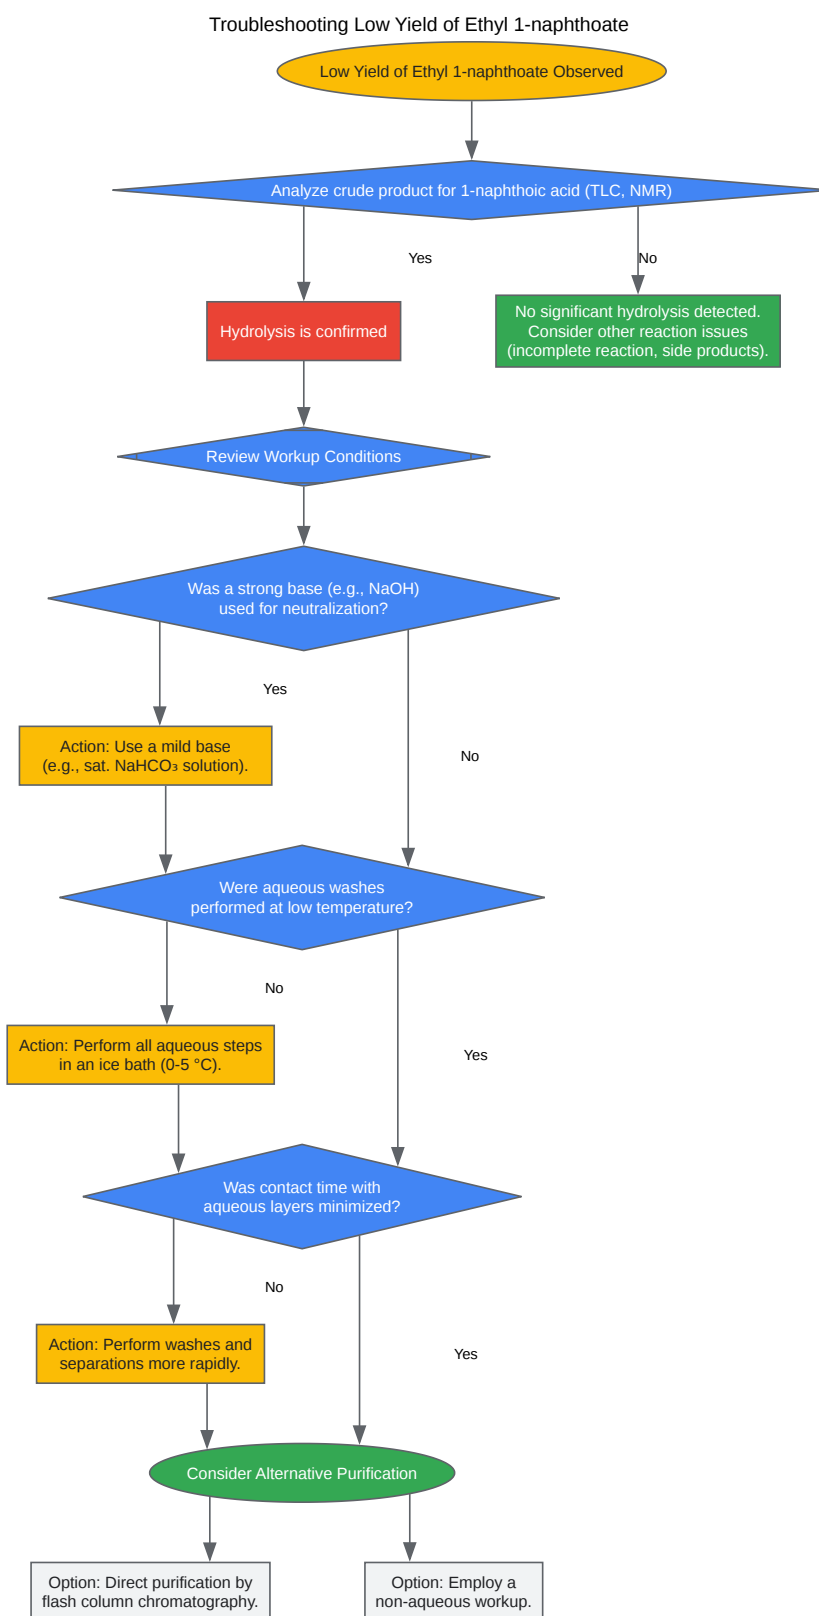 Troubleshooting Low Yield of Ethyl 1-naphthoate
Low Yield of Ethyl 1-naphthoate Observed
Analyze crude product for 1-naphthoic acid (TLC, NMR)
Yes
No
Hydrolysis is confirmed
No significant hydrolysis detected.
Consider other reaction issues
(incomplete reaction, side products).
Review Workup Conditions
Was a strong base (e.g., NaOH)
used for neutralization?
Yes
Action: Use a mild base
(e.g., sat. NaHCO₃ solution).
No
Were aqueous washes
performed at low temperature?
No
Action: Perform all aqueous steps
in an ice bath (0-5 °C).
Yes
Was contact time with
aqueous layers minimized?
No
Action: Perform washes and
separations more rapidly.
Yes
Consider Alternative Purification
Option: Direct purification by
flash column chromatography.
Option: Employ a
non-aqueous workup.